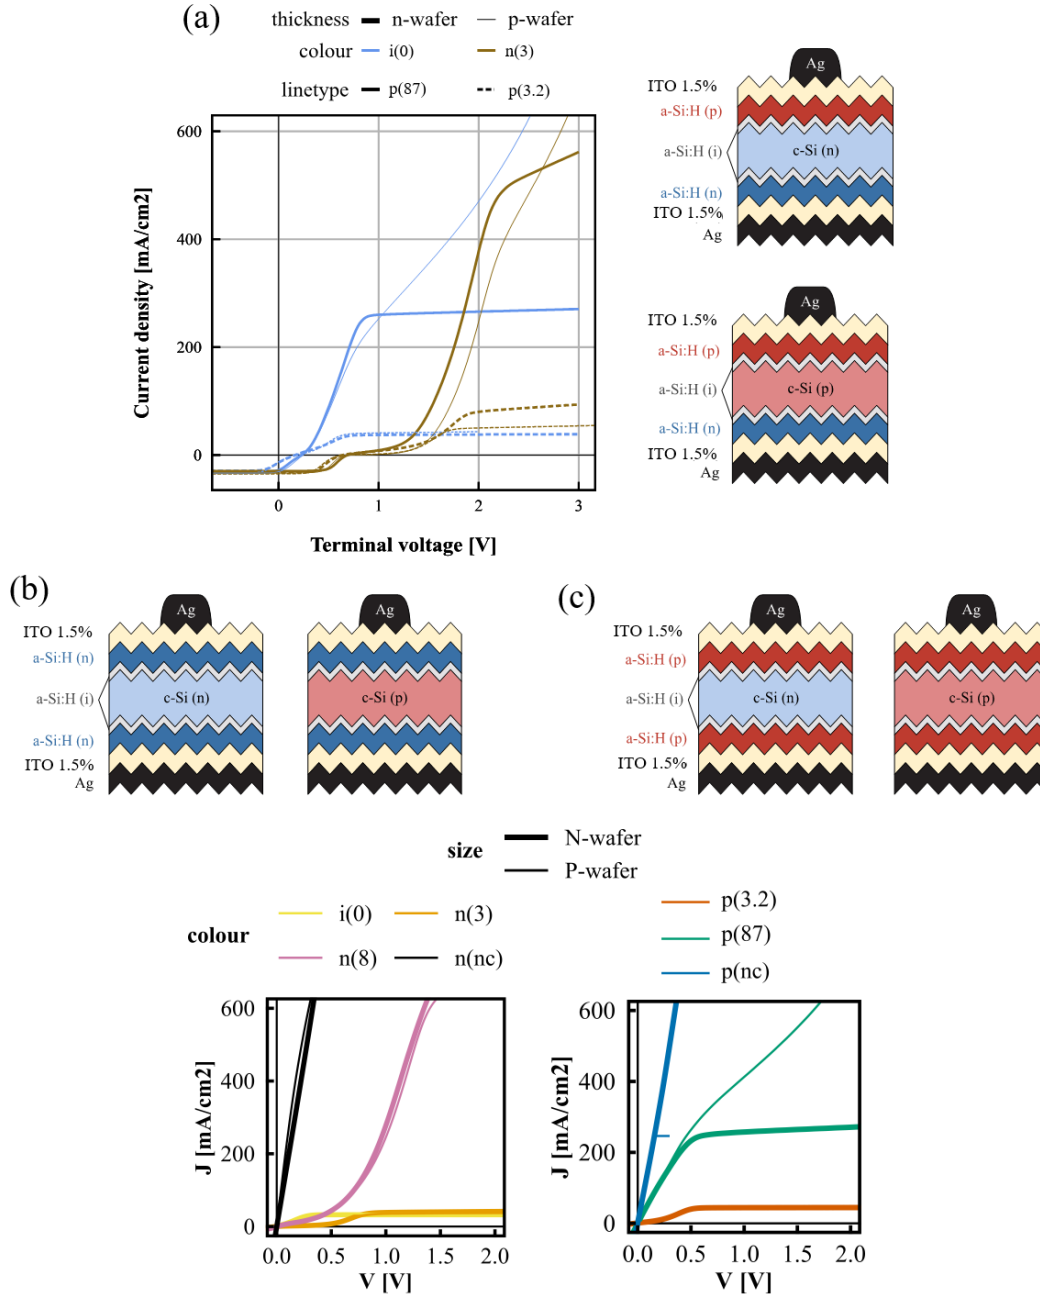 (a)
thickness n-wafer p-wafer
colour i(0) n(3)
linetype p(87) p(3.2)
Current density [mA/cm2]
600
400
200
0
0 1 2 3
Terminal voltage [V]
Ag
ITO 1.5%
a-Si:H (p)
a-Si:H (i)
c-Si (n)
a-Si:H (n)
ITO 1.5%
Ag
Ag
ITO 1.5%
a-Si:H (p)
a-Si:H (i)
c-Si (p)
a-Si:H (n)
ITO 1.5%
Ag
(b)
Ag Ag
ITO 1.5%
a-Si:H (n)
a-Si:H (i) c-Si (n) c-Si (p)
a-Si:H (n)
ITO 1.5%
Ag
(c)
Ag Ag
ITO 1.5%
a-Si:H (p)
a-Si:H (i) c-Si (n) c-Si (p)
a-Si:H (p)
ITO 1.5%
Ag
size N-wafer
P-wafer
colour i(0) n(3)
n(8) n(nc)
p(3.2)
p(87)
p(nc)
J [mA/cm2]
600
400
200
0
0.0 0.5 1.0 1.5 2.0
V [V]
J [mA/cm2]
600
400
200
0
0.0 0.5 1.0 1.5 2.0
V [V]